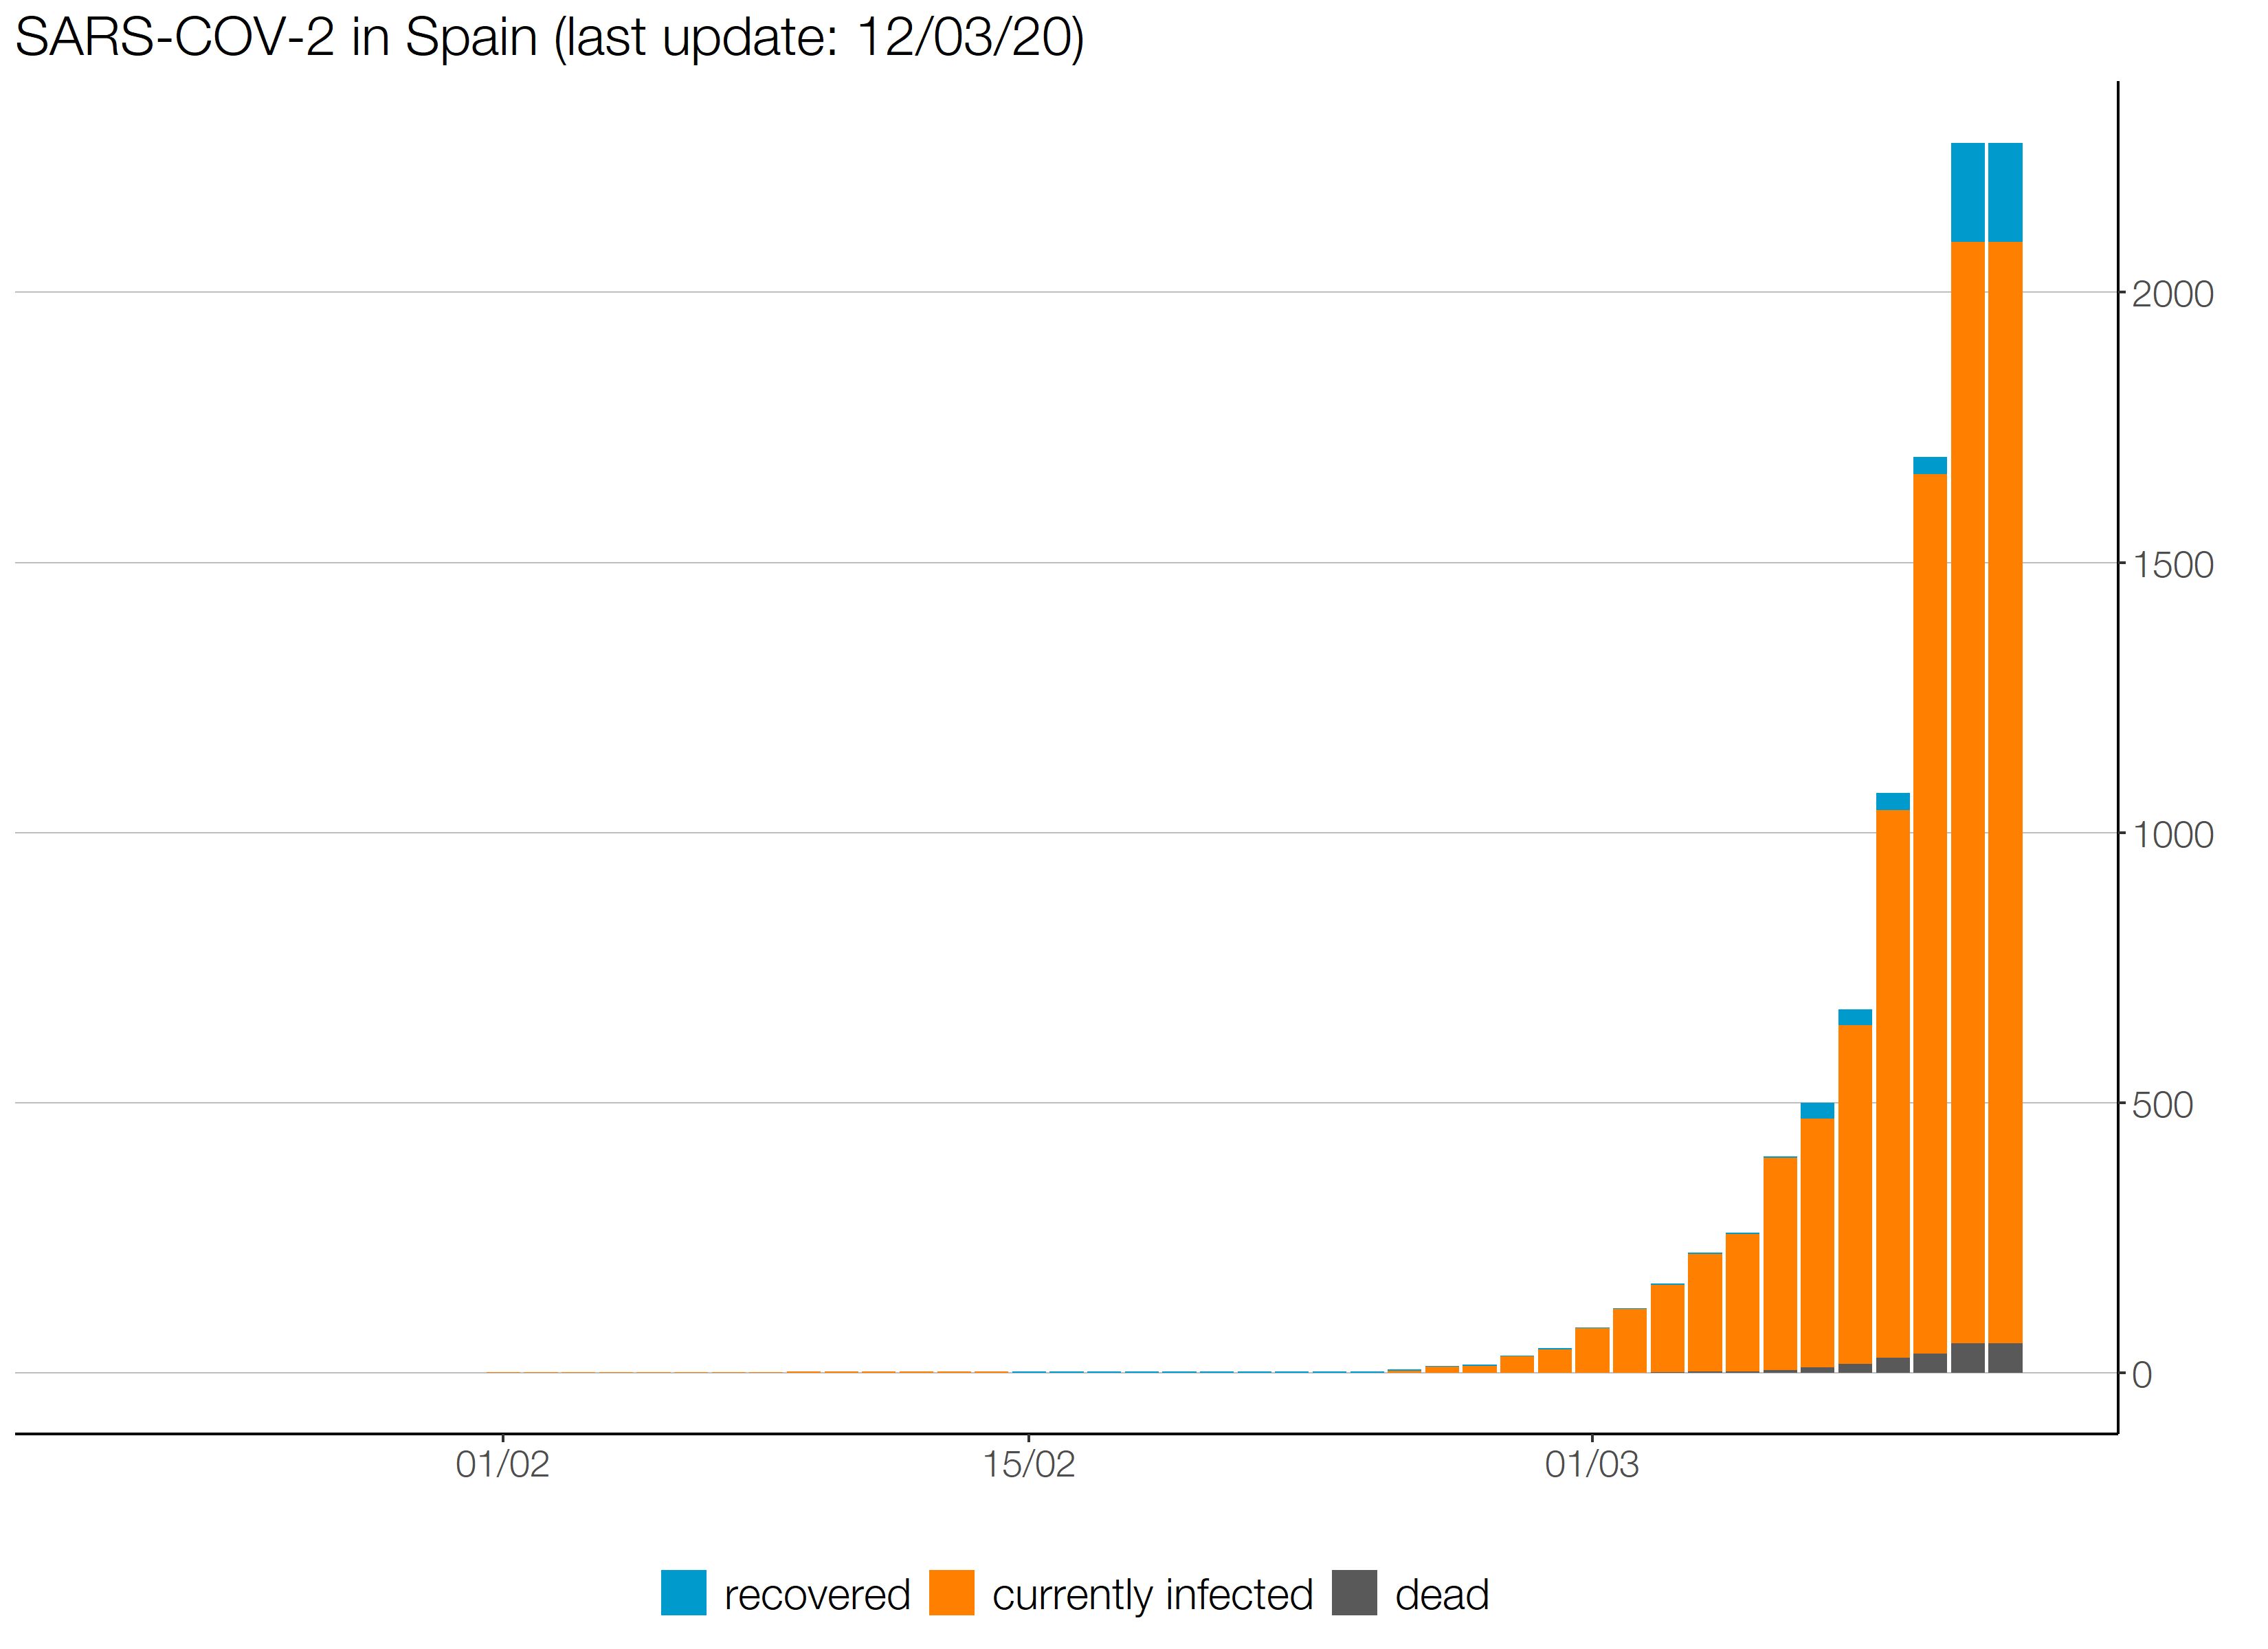 SARS-COV-2 in Spain (last update: 12/03/20)
2000
1500
1000
500
0
01/02 15/02 01/03
recovered currently infected dead